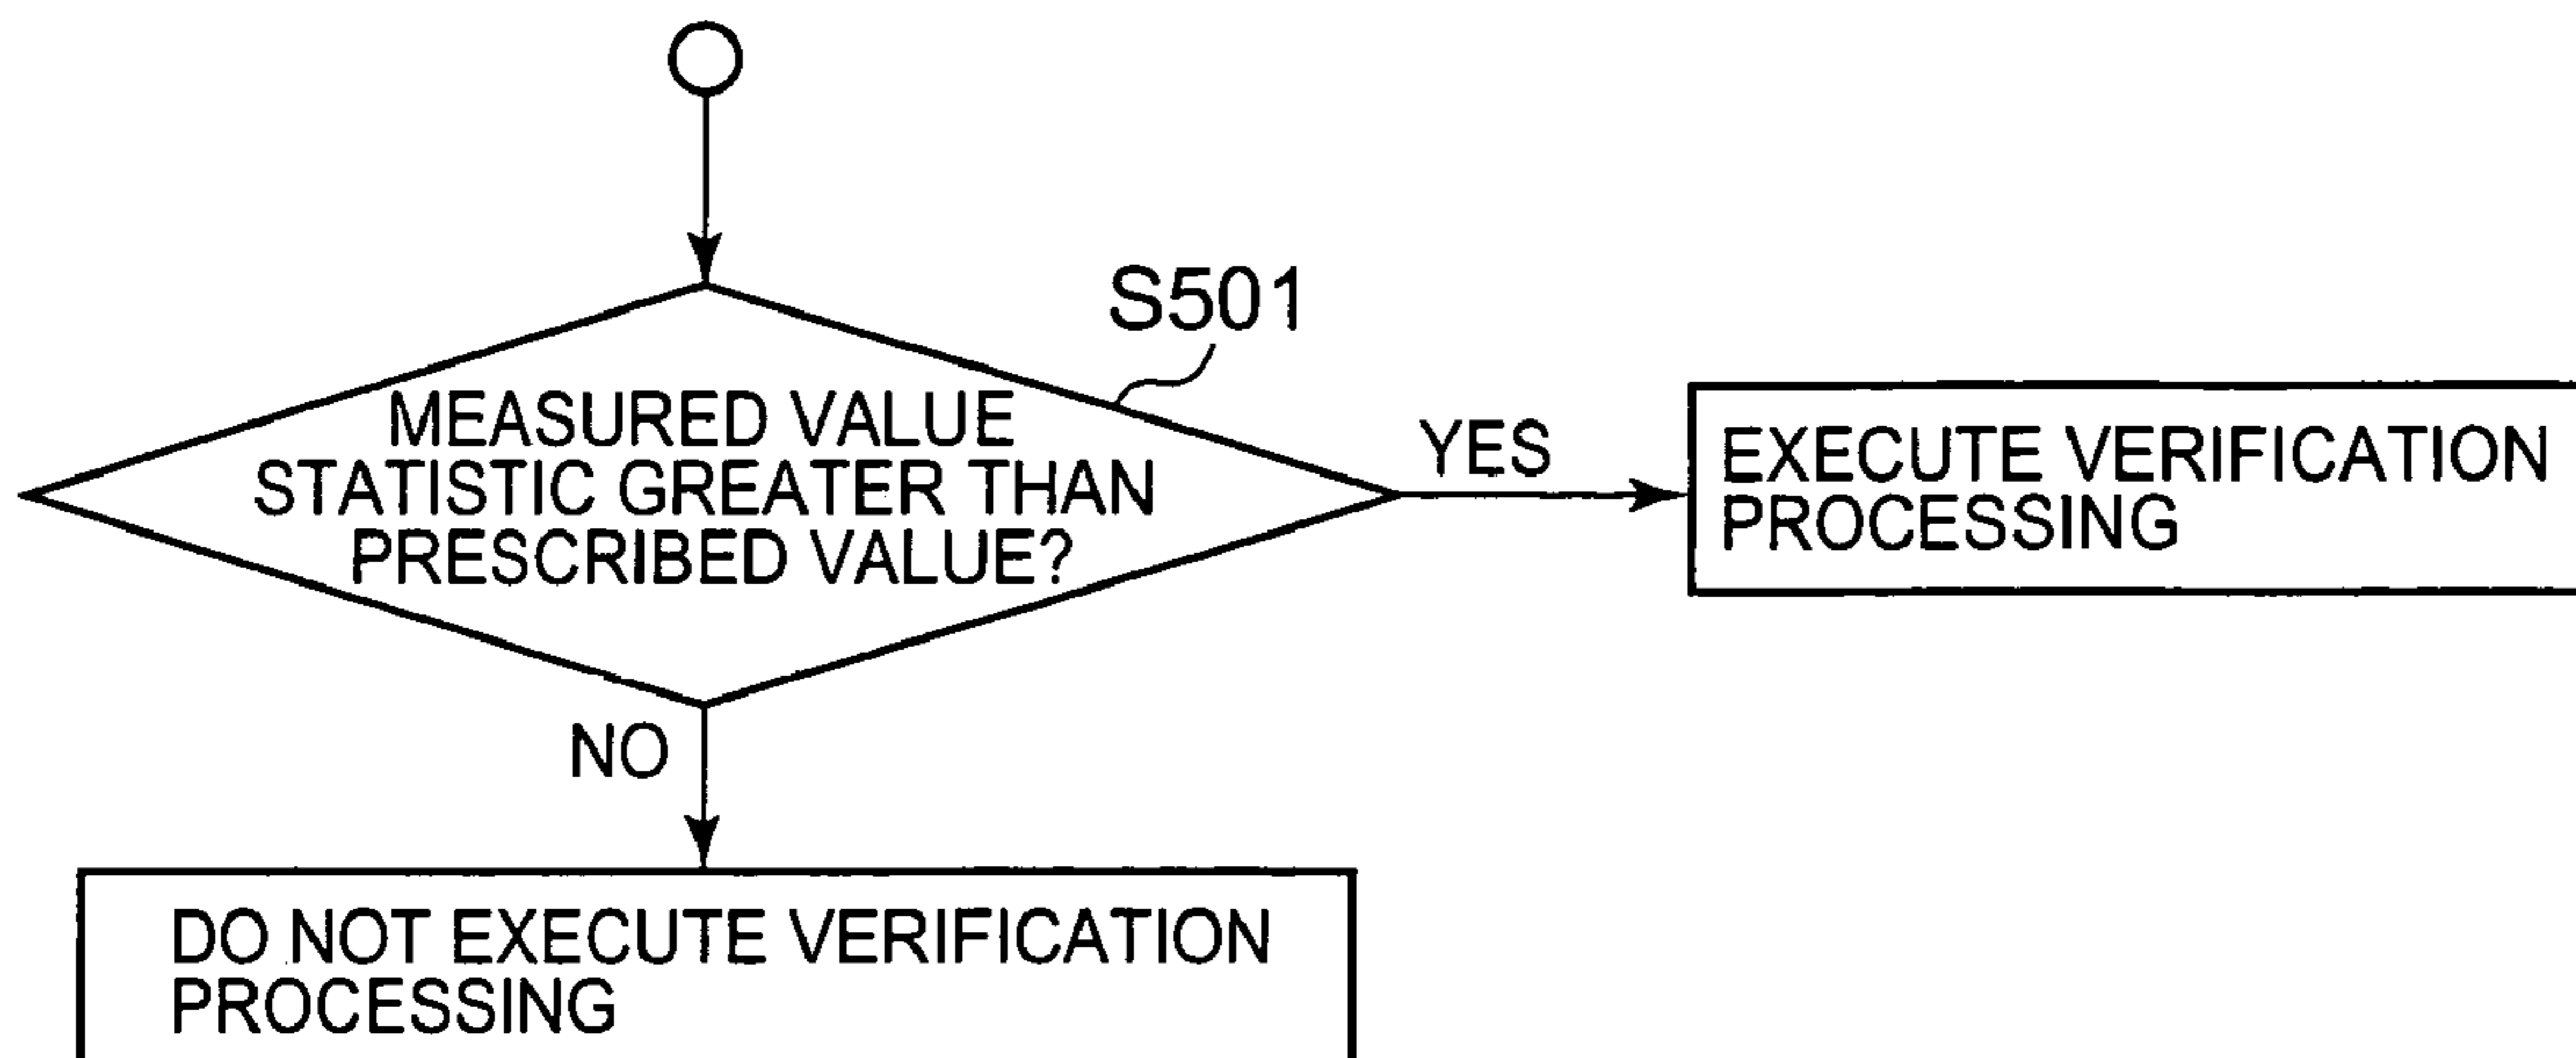 S501
MEASURED VALUE
STATISTIC GREATER THAN
PRESCRIBED VALUE?
YES
EXECUTE VERIFICATION
PROCESSING
NO
DO NOT EXECUTE VERIFICATION
PROCESSING